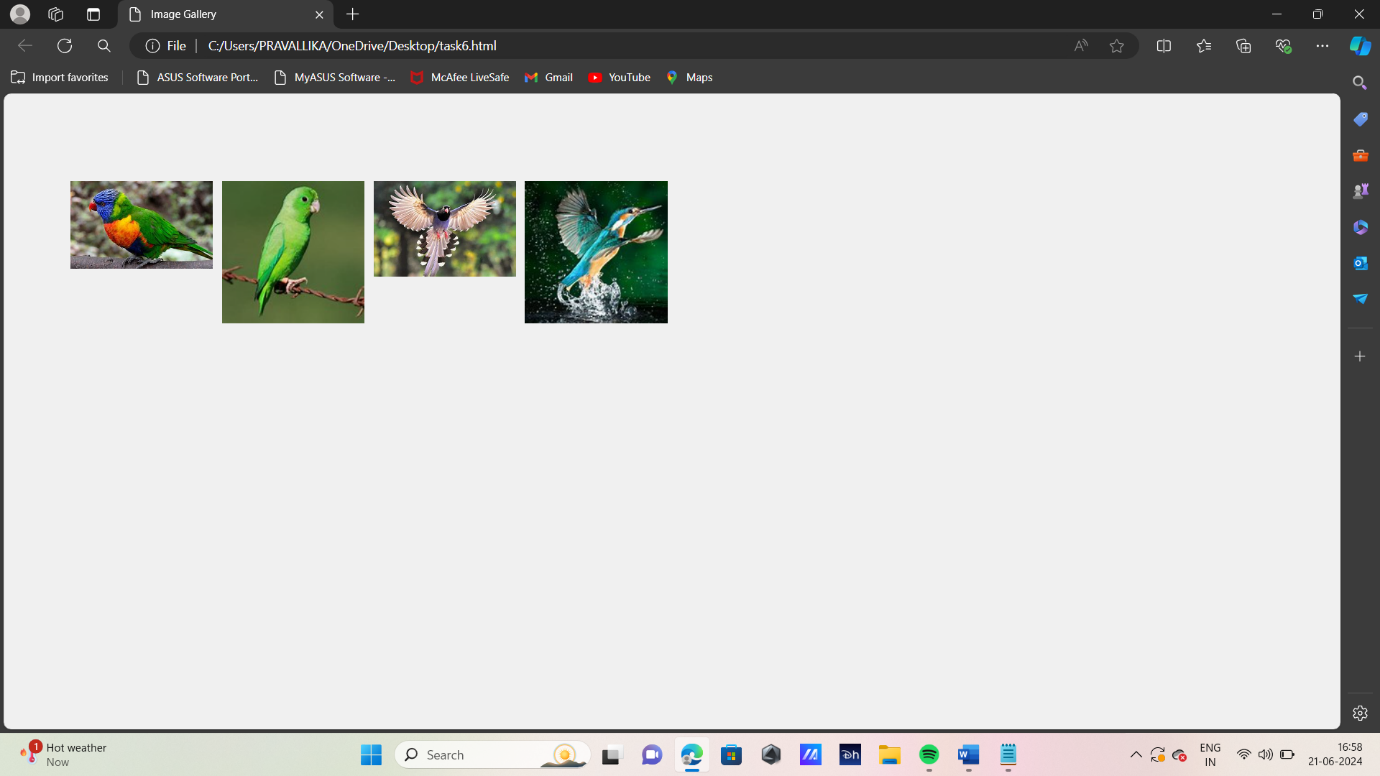 Image Gallery
File
C:/Users/PRAVALLIKA/OneDrive/Desktop/task6.html
Import favorites
ASUS Software Port...
MyASUS Software -...
McAfee LiveSafe
Gmail
YouTube
Maps
1
Hot weather
Now
Search
ENG
IN
16:58
21-06-2024